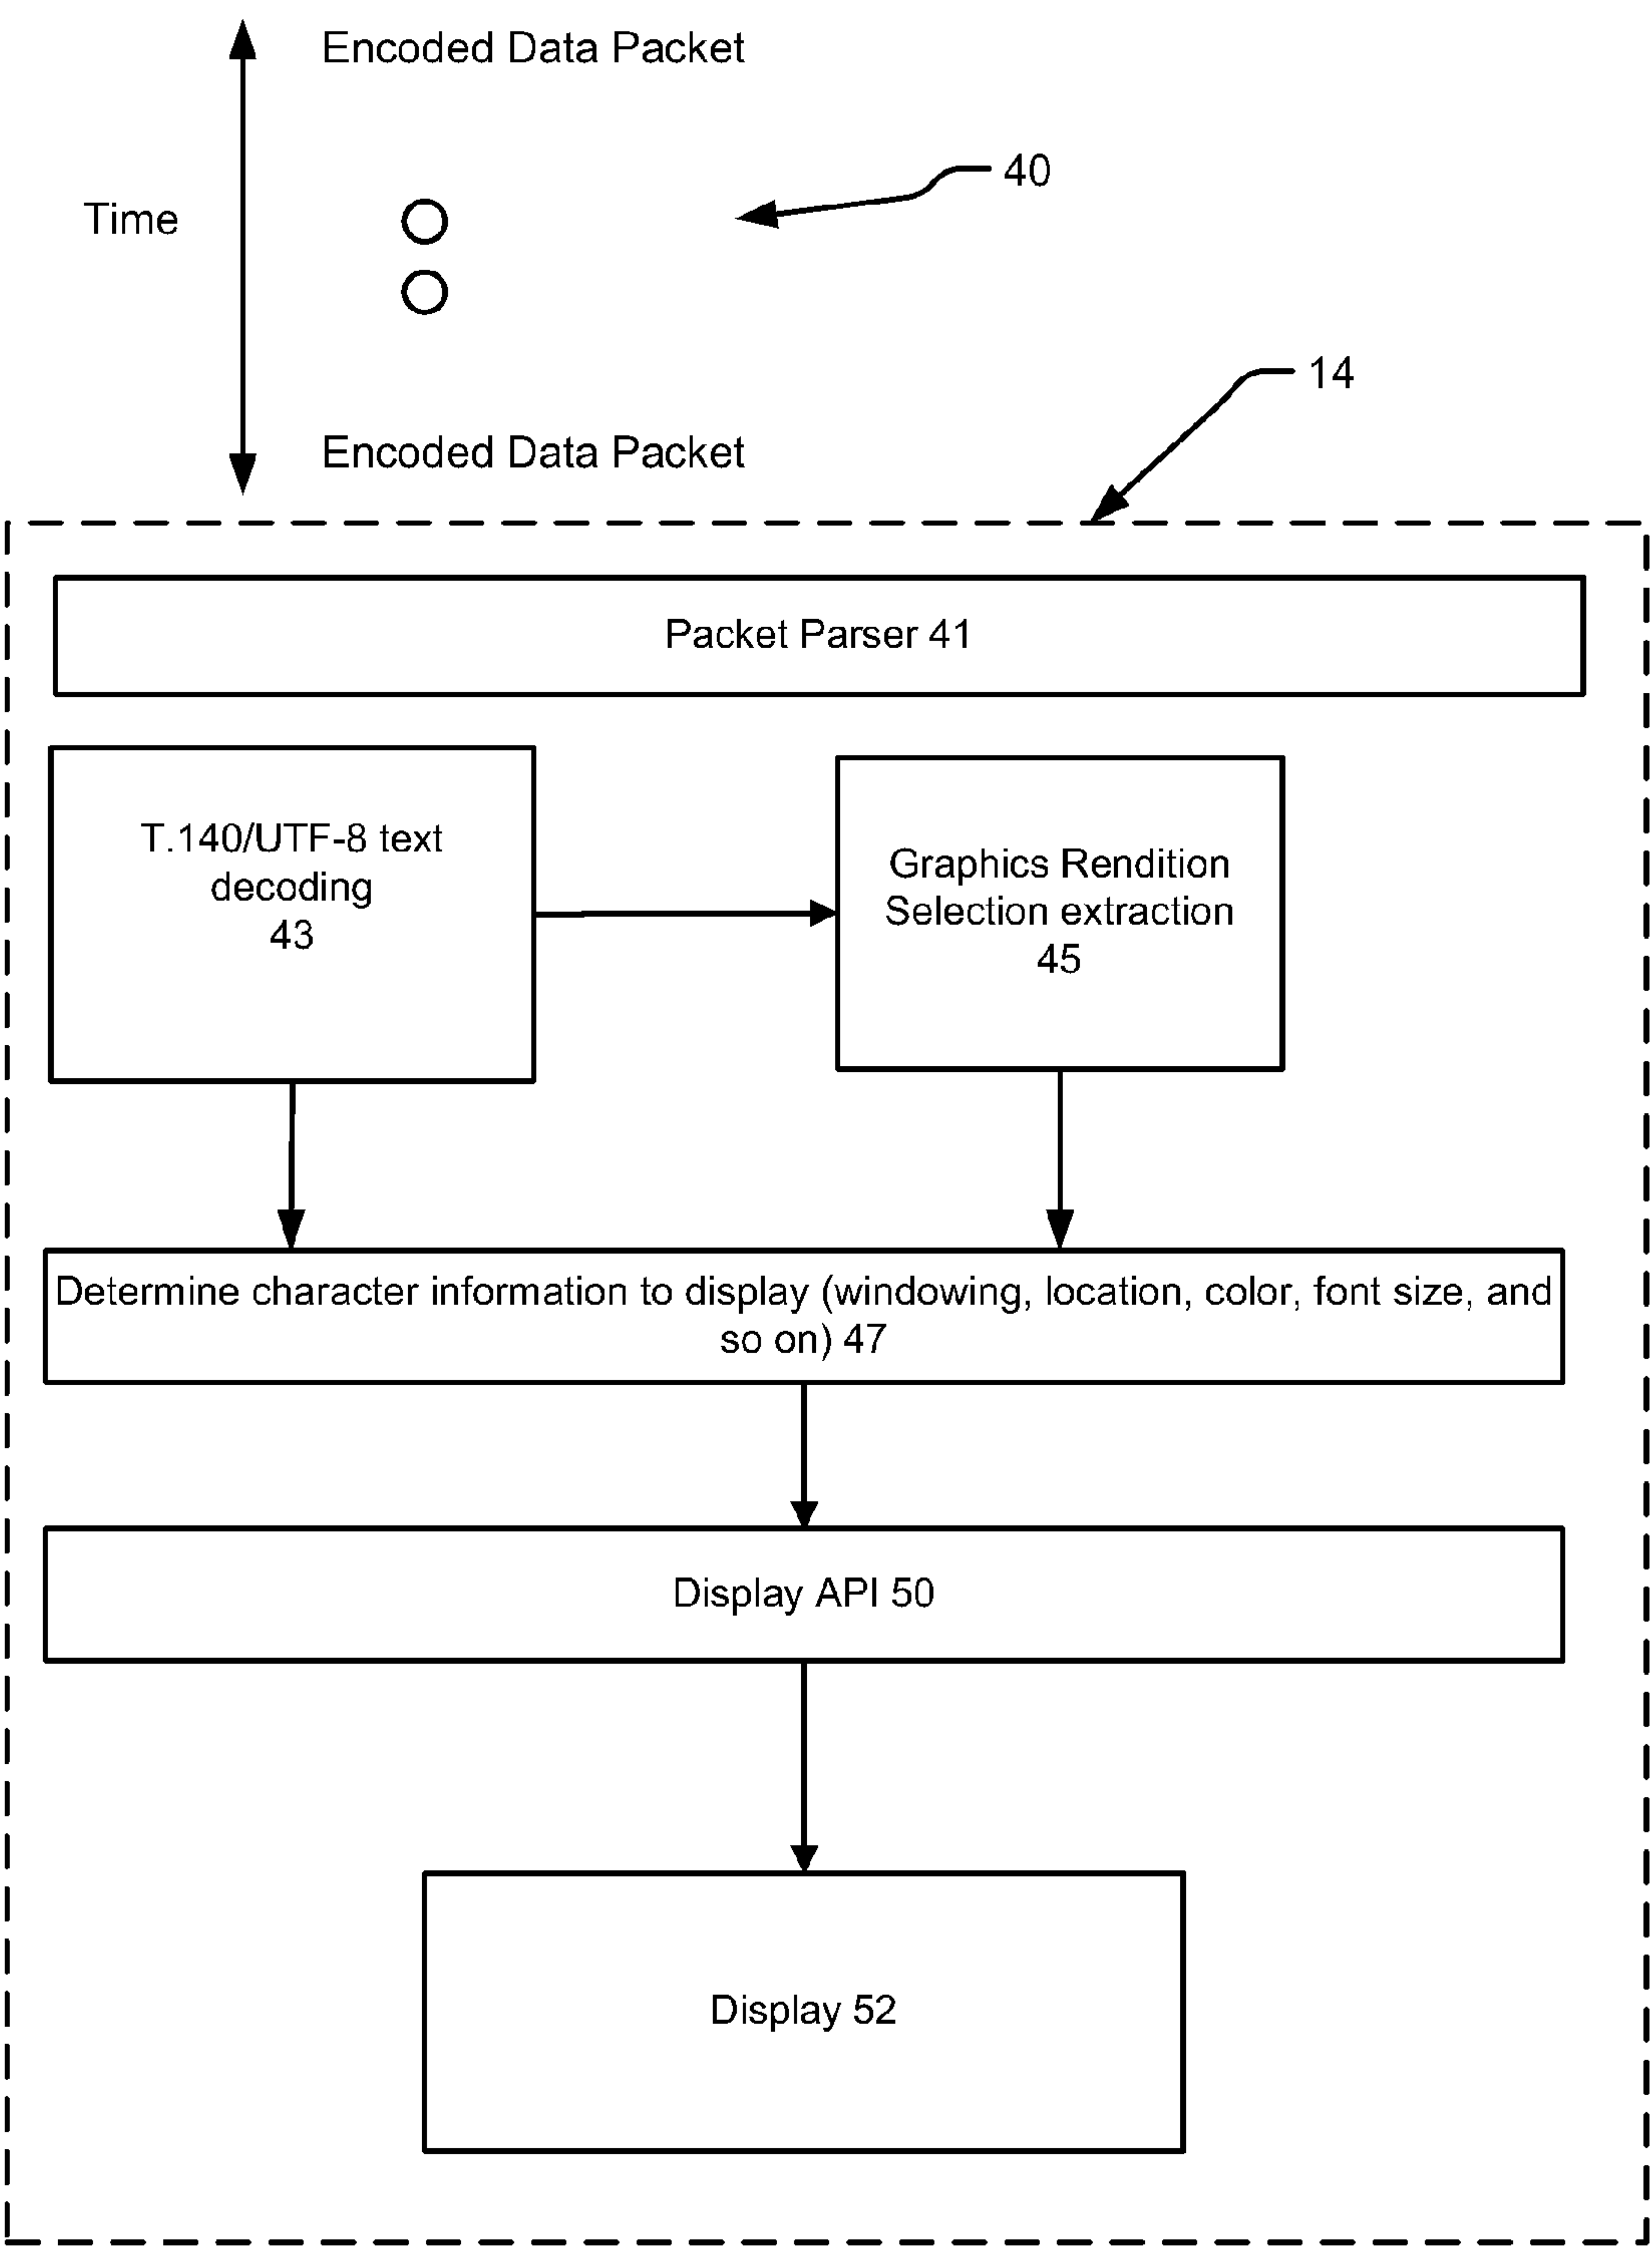 Encoded Data Packet
40
Time
14
Encoded Data Packet
Packet Parser 41
T.140/UTF-8 text
decoding
43
Graphics Rendition
Selection extraction
45
Determine character information to display (windowing, location, color, font size, and
so on) 47
Display API 50
Display 52